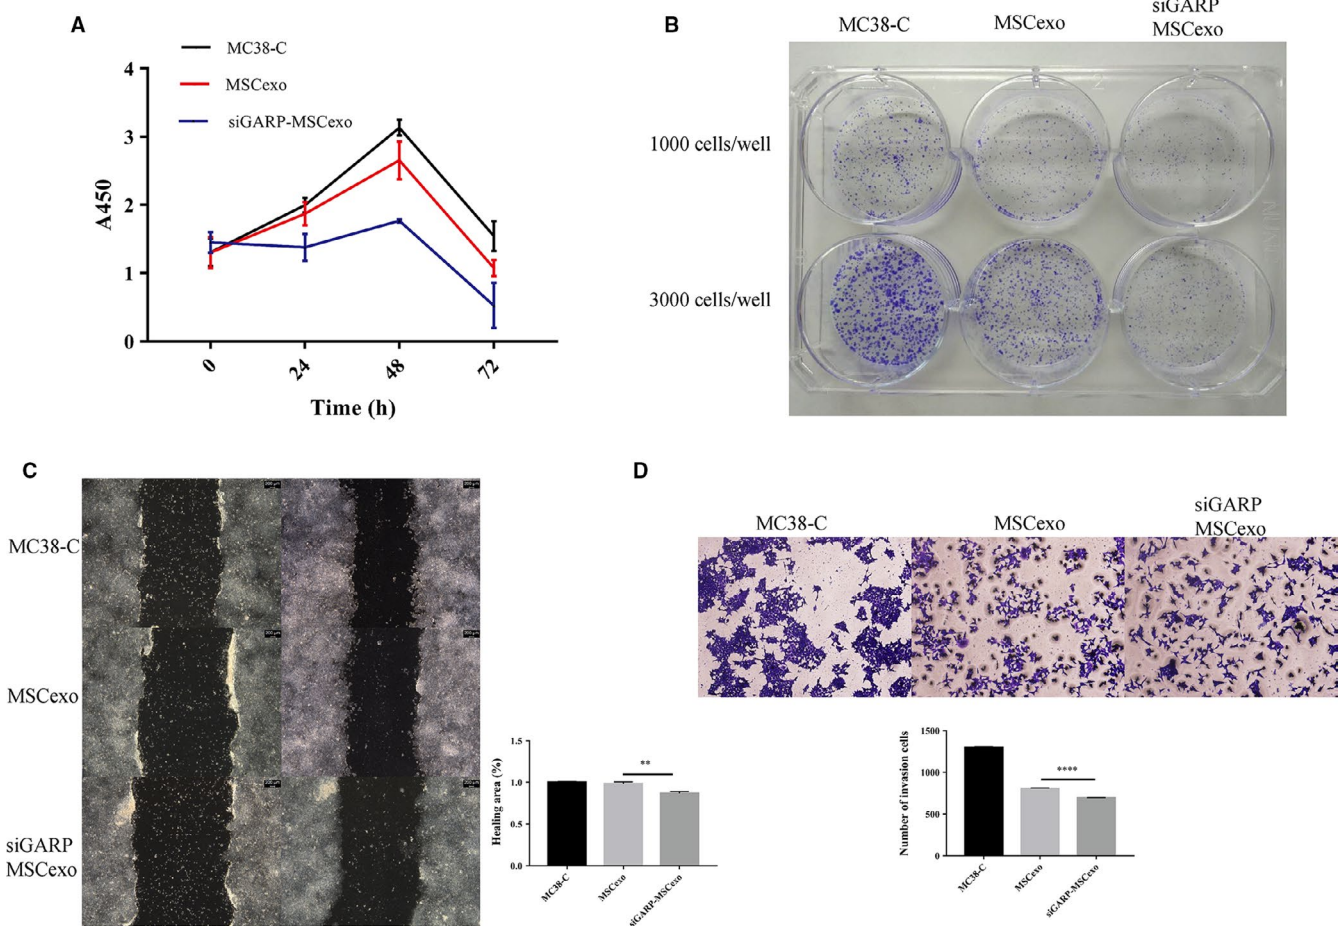 A
MC38-C
MSCexo
siGARP-MSCexo
4
3
2
1
0
A450
0
24
48
72
Time (h)
B
MC38-C
MSCexo
siGARP
MSCexo
1000 cells/well
3000 cells/well
C
MC38-C
MSCexo
siGARP
MSCexo
1.5
1.0
0.5
0.0
Healing area (%)
**
MC38-C
MSCexo
siGARP-MSCexo
D
MC38-C
MSCexo
siGARP
MSCexo
1500
1000
500
0
Number of invasion cells
****
MC38-C
MSCexo
siGARP-MSCexo